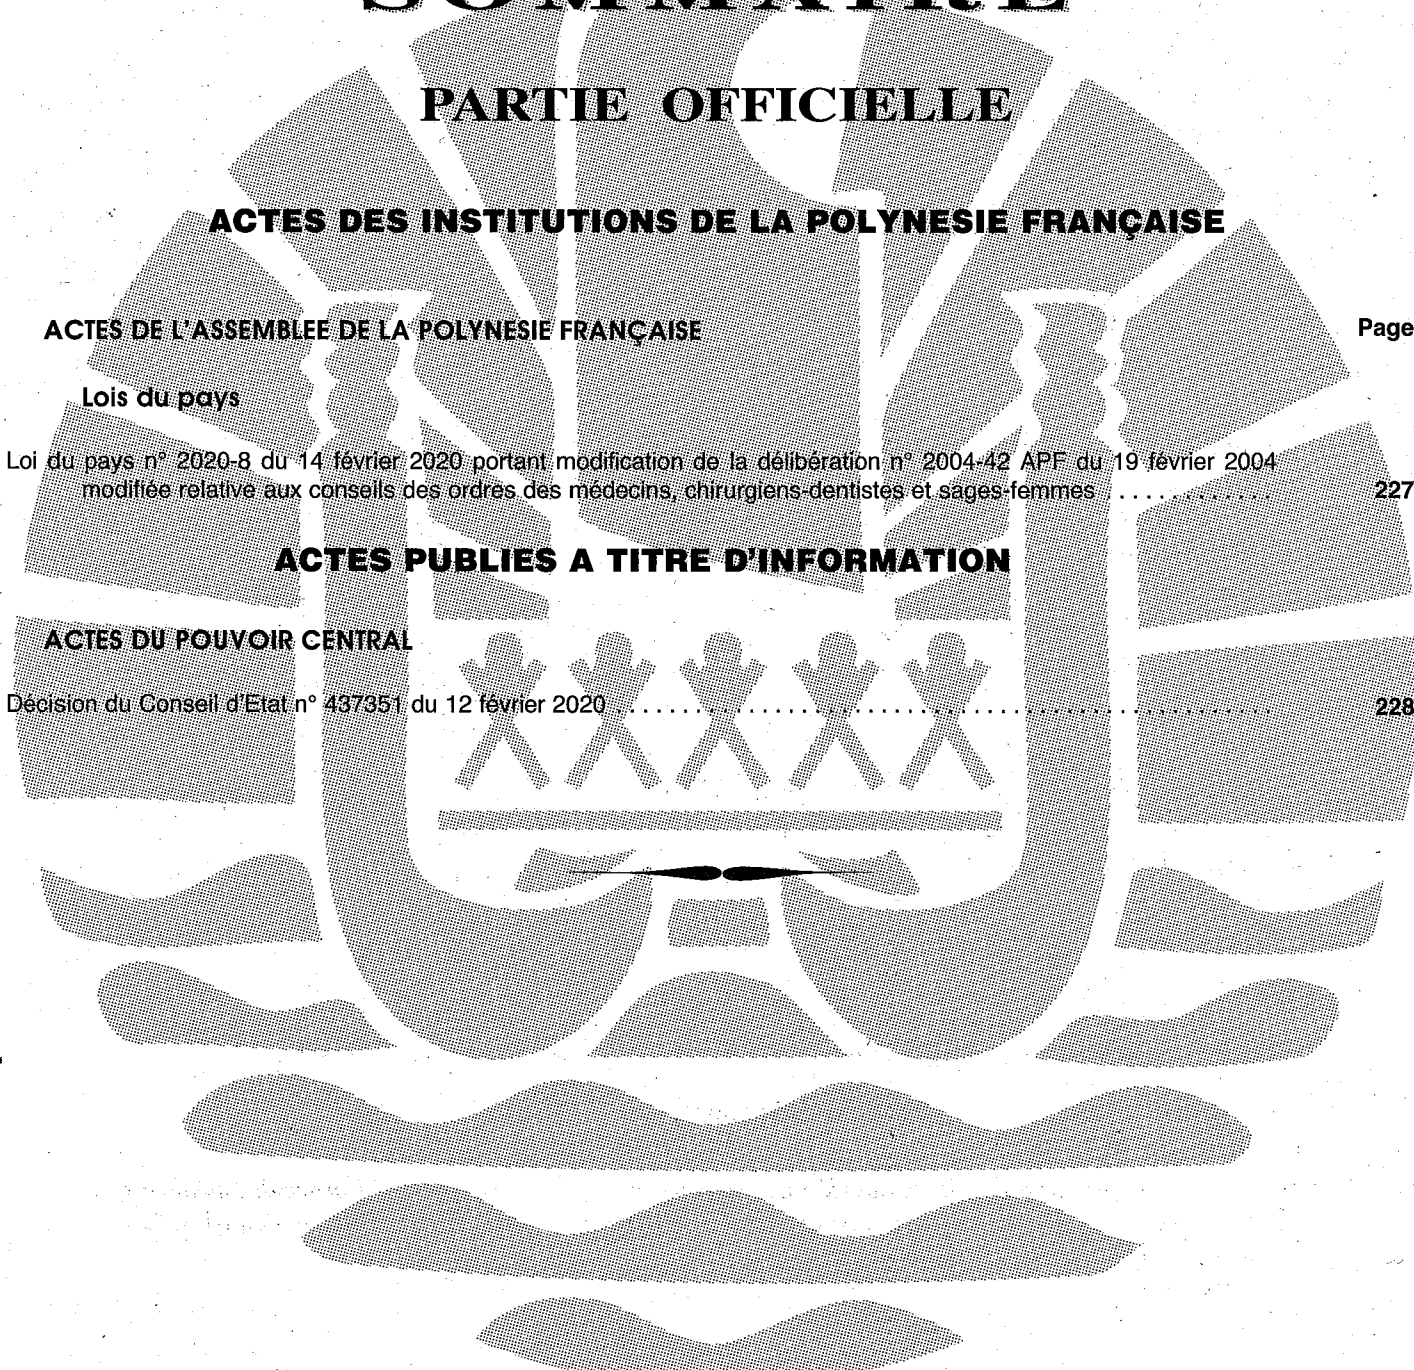 SOMMAIRE
PARTIE OFFICIELLE
ACTES DES INSTITUTIONS DE LA POLYNESIE FRANÇAISE
ACTES DE L'ASSEMBLEE DE LA POLYNESIE FRANÇAISE Page
Lois du pays
Loi du pays n° 2020-8 du 14 février 2020 portant modification de la délibération n° 2004-42 APF du 19 février 2004
modifiée relative aux conseils des ordres des médecins, chirurgiens-dentistes et sages-femmes ............. 227
ACTES PUBLIES A TITRE D'INFORMATION
ACTES DU POUVOIR CENTRAL
Décision du Conseil d'Etat n° 437351 du 12 février 2020 .................................................. 228